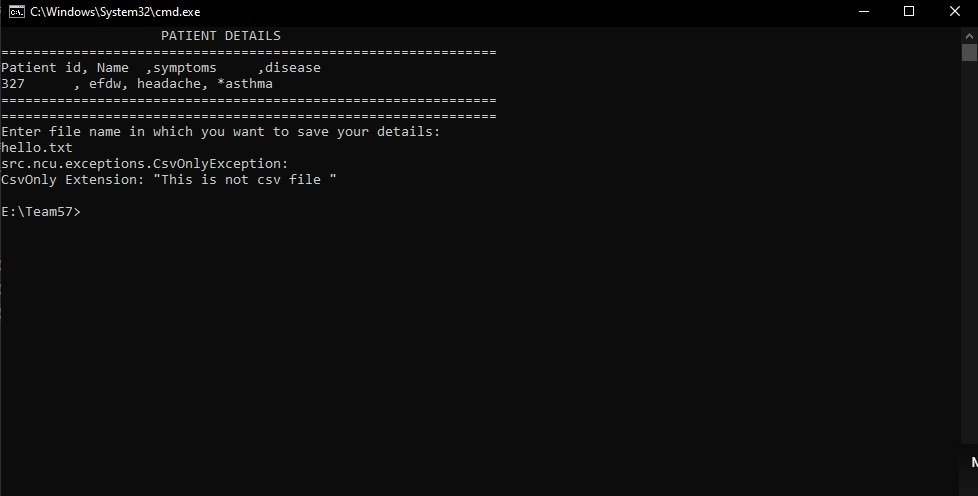 C:\Windows\System32\cmd.exe
PATIENT DETAILS
==============================================================
Patient id, Name  ,symptoms     ,disease
327      , efdw, headache, *asthma
==============================================================
==============================================================
Enter file name in which you want to save your details:
hello.txt
src.ncu.exceptions.CsvOnlyException:
CsvOnly Extension: "This is not csv file "
E:\Team57>